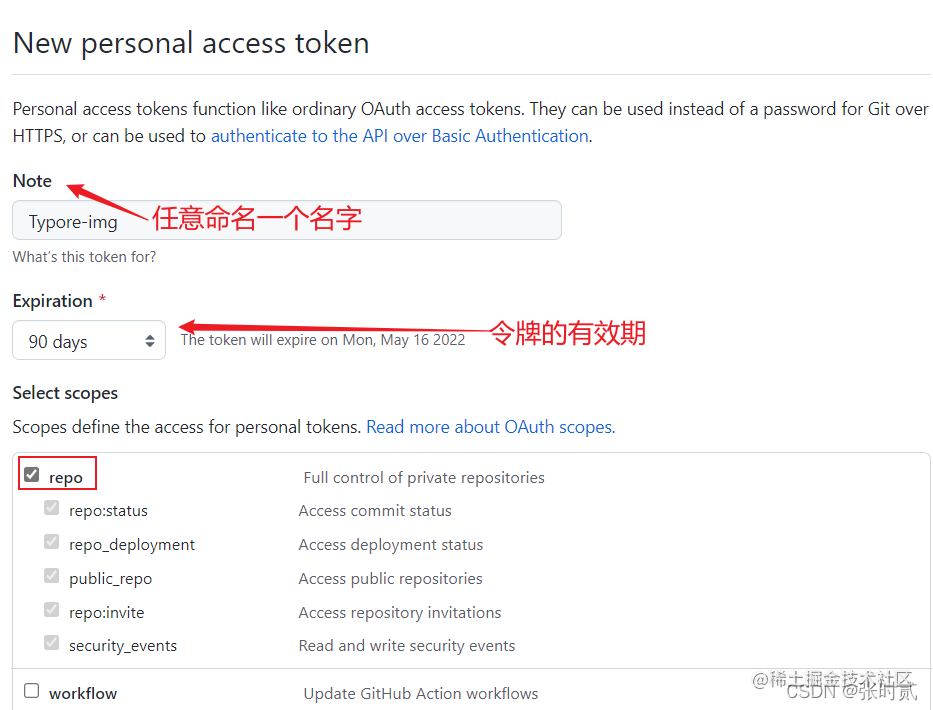 New personal access token
Personal access tokens function like ordinary OAuth access tokens. They can be used instead of a password for Git over
HTTPS, or can be used to authenticate to the API over Basic Authentication.
Note
Typore-img
任意命名一个名字
What's this token for?
Expiration *
90 days
The token will expire on Mon, May 16 2022
令牌的有效期
Select scopes
Scopes define the access for personal tokens. Read more about OAuth scopes.
repo Full control of private repositories
repo:status Access commit status
repo_deployment Access deployment status
public_repo Access public repositories
repo:invite Access repository invitations
security_events Read and write security events
workflow Update GitHub Action workflows
@稀土掘金技术社区
CSDN @张时贰